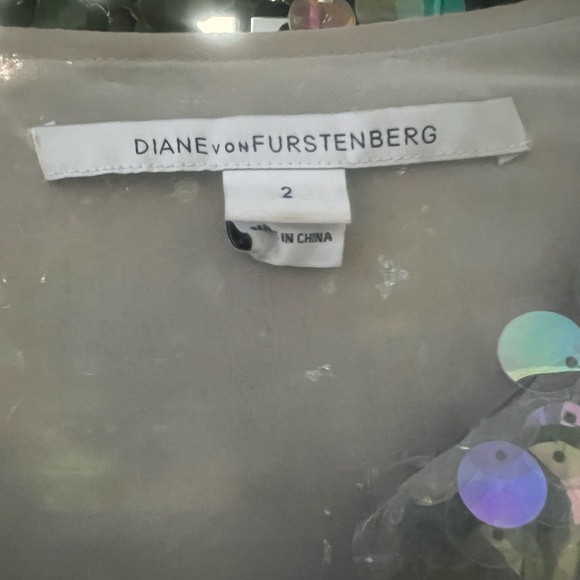 DIANE VON FURSTENBERG
2
IN CHINA